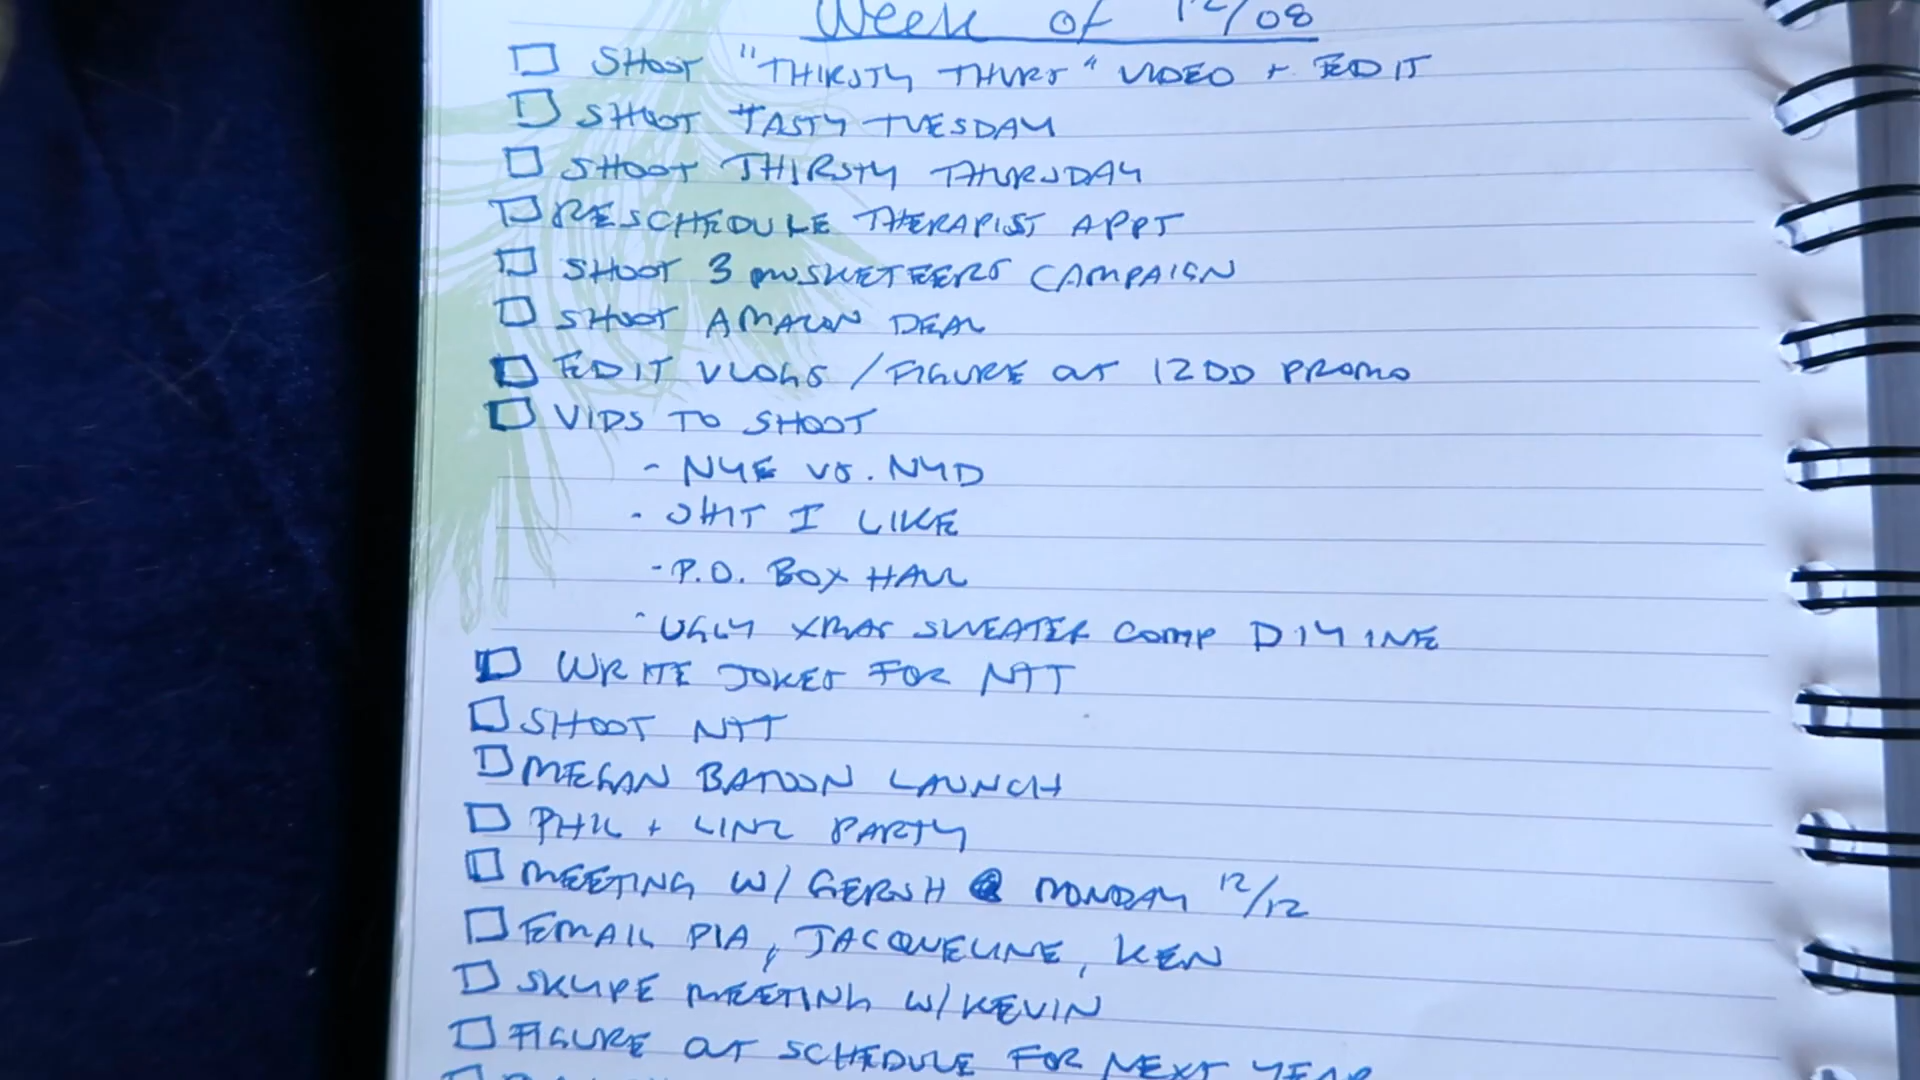 Week of 12/08
SHOOT "THIRSTY THURS" VIDEO + EDIT
SHOOT TASTY TUESDAY
SHOOT THIRSTY THURSDAY
RESCHEDULE THERAPIST APPT
SHOOT 3 MUSKETEERS CAMPAIGN
SHOOT AMAZON DEAL
EDIT VLOGS / FIGURE OUT 12DD PROMO
VIDS TO SHOOT
- NYE VS. NYD
- SHIT I LIKE
- P.O. BOX HAUL
- UGLY XMAS SWEATER COMP
WRITE JOKES FOR NTT
SHOOT NTT
MEGAN BATOON LAUNCH
PHIL + LINZ PARTY
MEETING W/ GERSH @ MONDAY 12/12
EMAIL PIA, JACQUELINE, KEN
SKYPE MEETING W/ KEVIN
FIGURE OUT SCHEDULE FOR NEXT YEAR